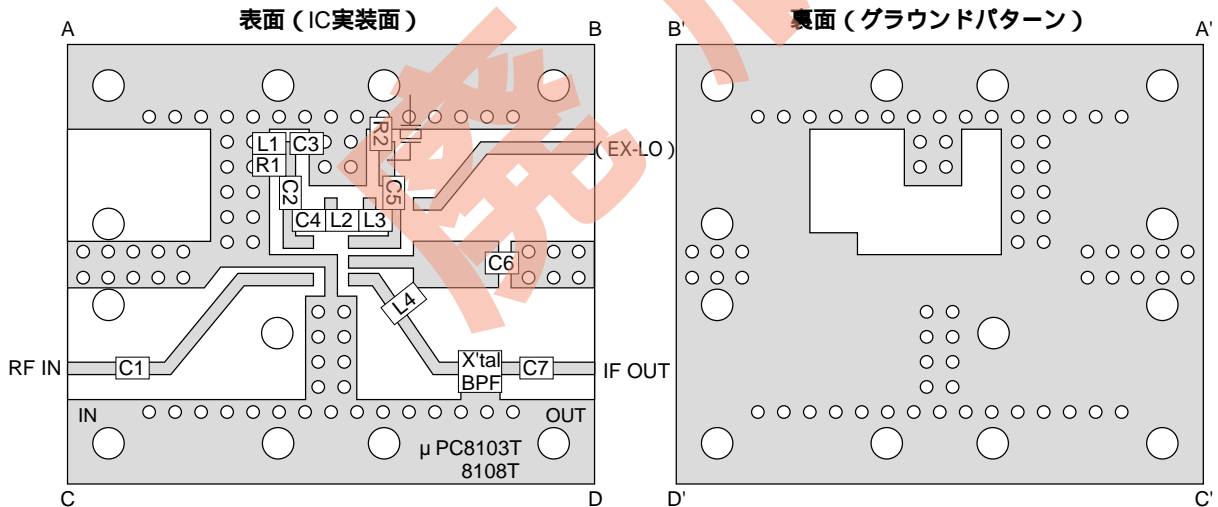 表面（IC実装面）
裏面（グラウンドパターン）
A
B
B'
A'
L1
C3
R2
R1
(EX-LO)
C2
C5
C4
L2
L3
C6
L4
RF IN
C1
X'tal
BPF
C7
IF OUT
IN
OUT
μPC8103T
8108T
C
D
D'
C'